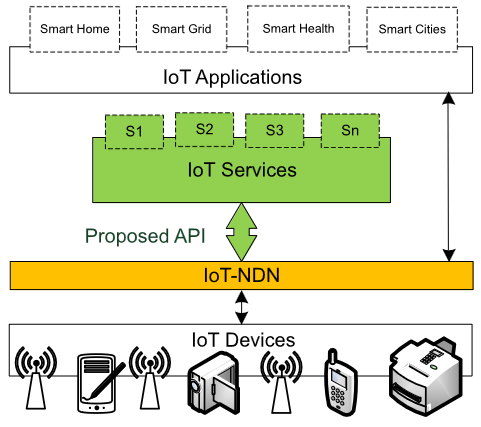 Smart Home
Smart Grid
Smart Health
Smart Cities
IoT Applications
S1
S2
S3
Sn
IoT Services
Proposed API
IoT-NDN
IoT Devices